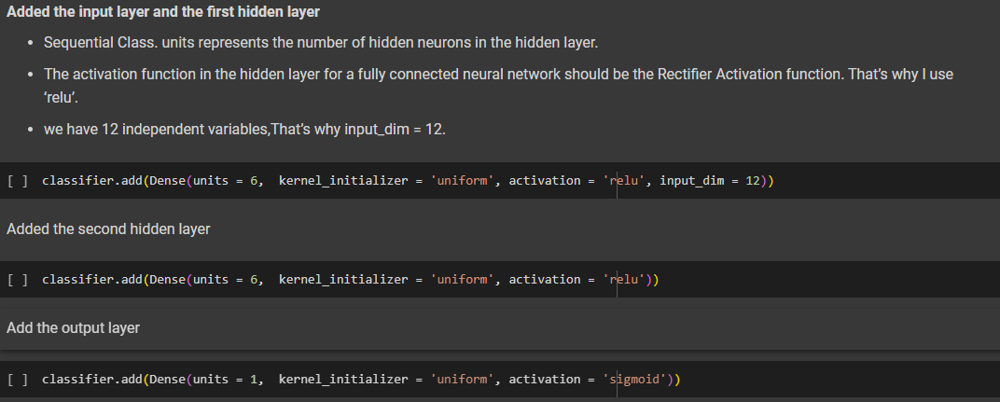 Added the input layer and the first hidden layer
• Sequential Class. units represents the number of hidden neurons in the hidden layer.
• The activation function in the hidden layer for a fully connected neural network should be the Rectifier Activation function. That’s why I use
‘relu’.
• we have 12 independent variables,That’s why input_dim = 12.
[ ] classifier.add(Dense(units = 6,  kernel_initializer = 'uniform', activation = 'relu', input_dim = 12))
Added the second hidden layer
[ ] classifier.add(Dense(units = 6,  kernel_initializer = 'uniform', activation = 'relu'))
Add the output layer
[ ] classifier.add(Dense(units = 1,  kernel_initializer = 'uniform', activation = 'sigmoid'))